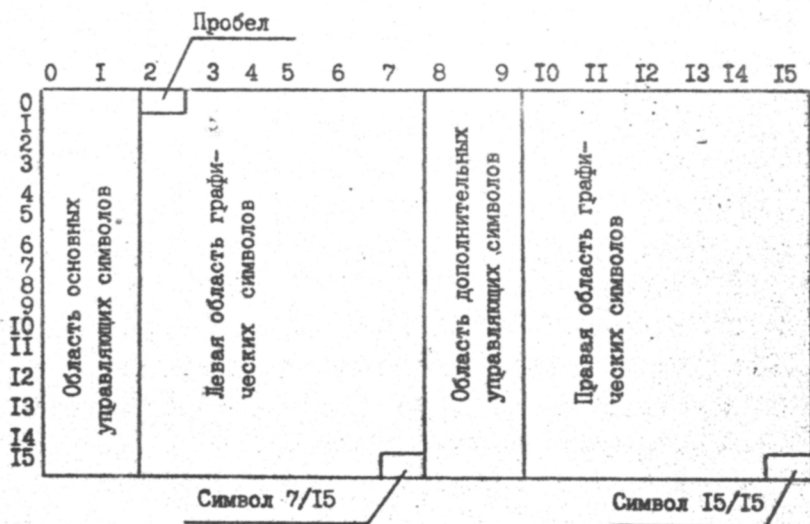 Пробел
0 I 2 3 4 5 6 7 8 9 I0 II I2 I3 I4 I5
0
I
2
3
4
5
6
7
8
9
I0
II
I2
I3
I4
I5
Область основных
управляющих символов
Левая область графи-
ческих символов
Область дополнительных
управляющих символов
Правая область графи-
ческих символов
Символ 7/I5
Символ I5/I5